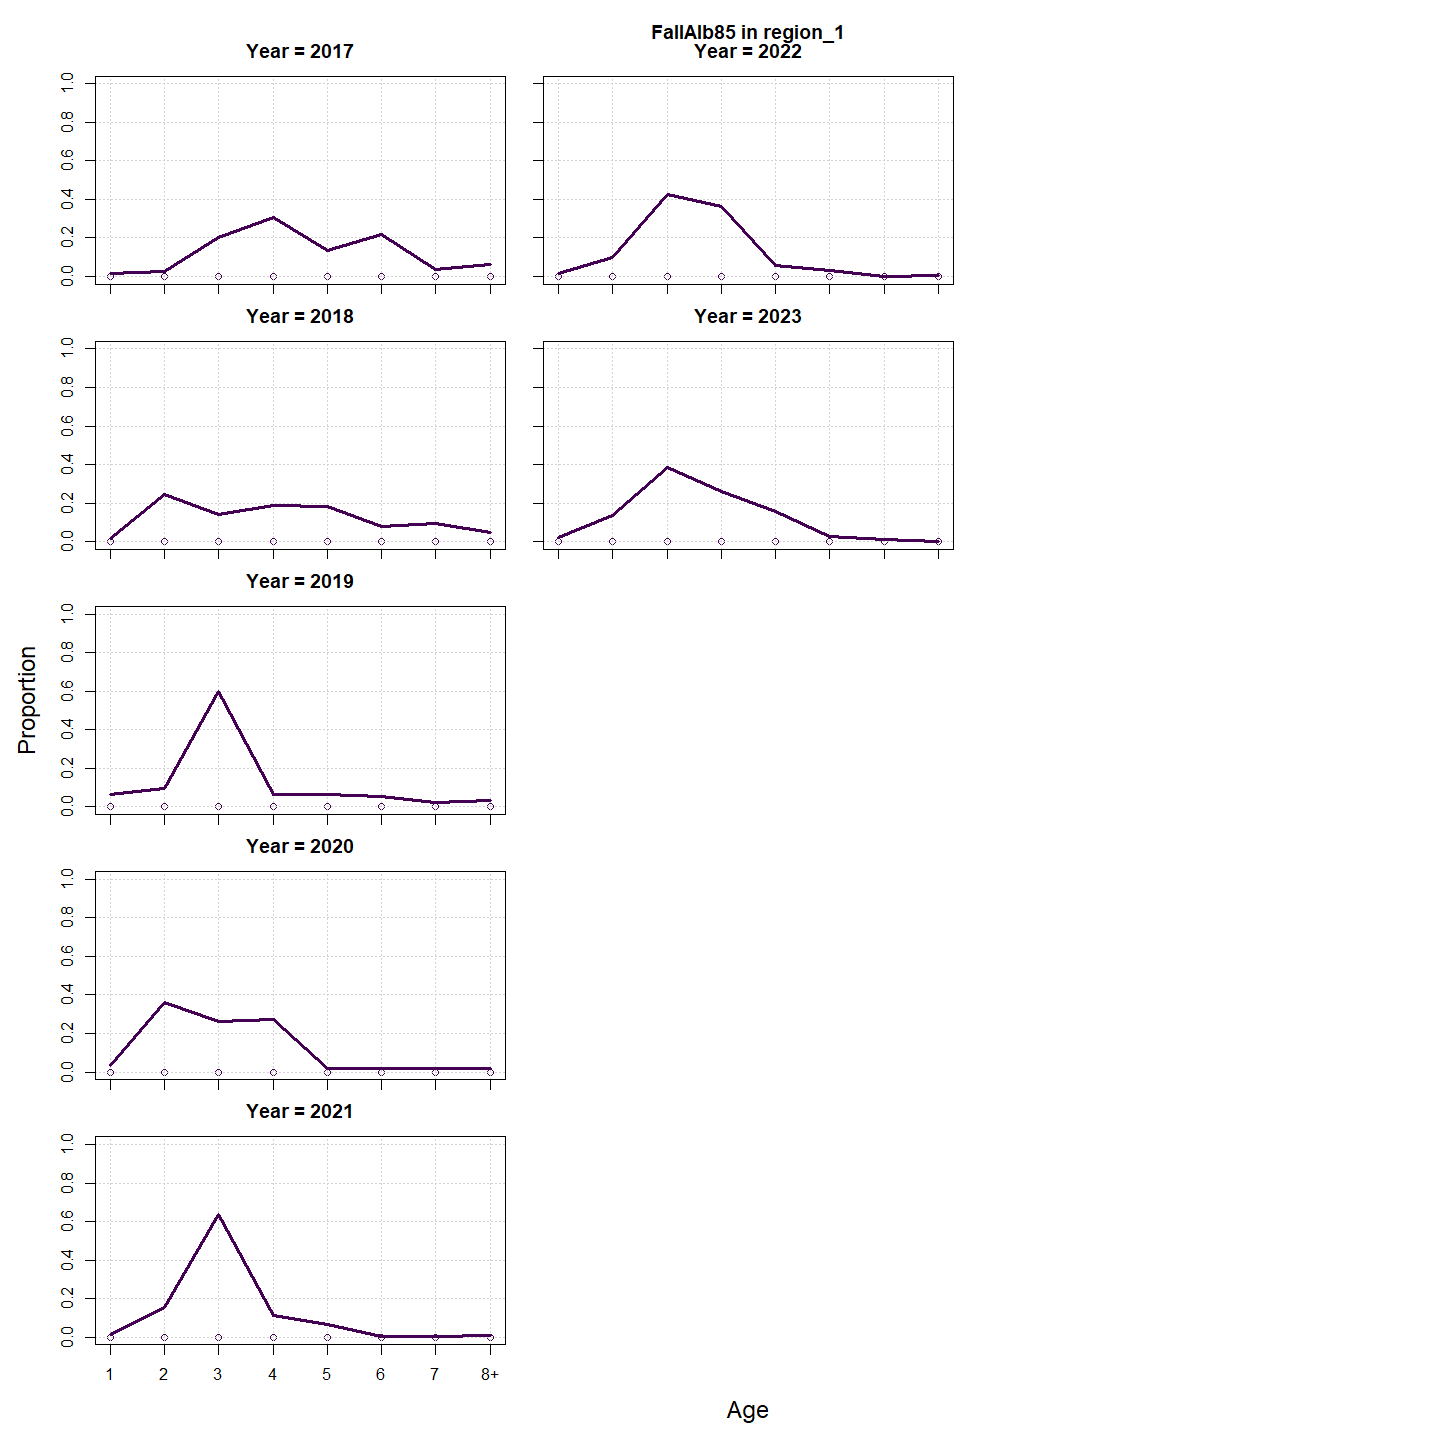 FallAlb85 in region_1
Year = 2017
Year = 2022
0.0 0.2 0.4 0.6 0.8 1.0
Year = 2018
Year = 2023
0.0 0.2 0.4 0.6 0.8 1.0
Year = 2019
0.0 0.2 0.4 0.6 0.8 1.0
Proportion
Year = 2020
0.0 0.2 0.4 0.6 0.8 1.0
Year = 2021
0.0 0.2 0.4 0.6 0.8 1.0
1 2 3 4 5 6 7 8+
Age